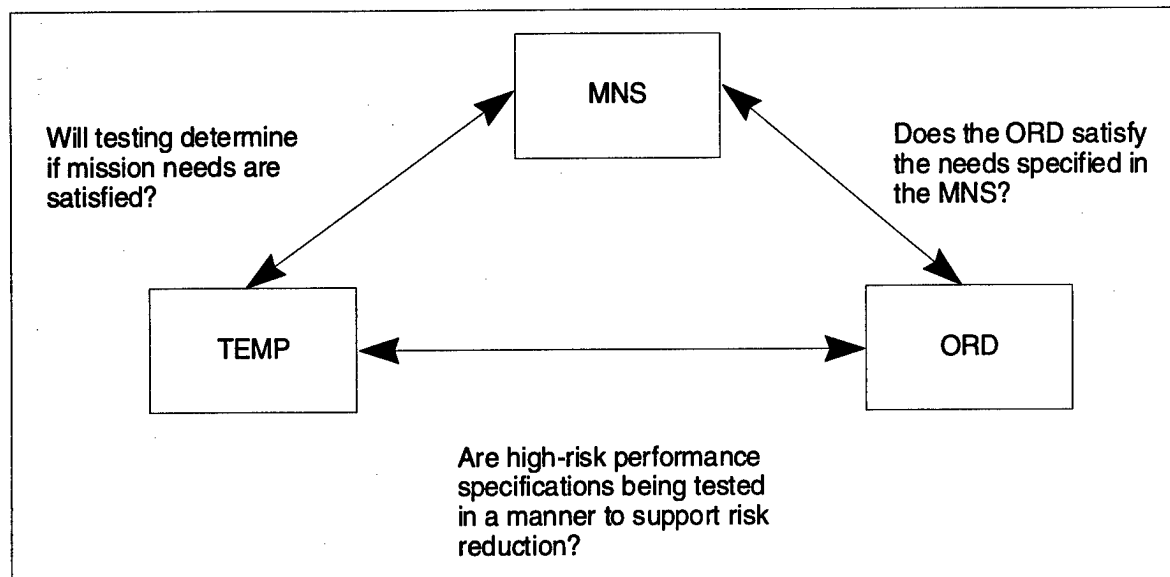 MNS
Will testing determine
if mission needs are
satisfied?
Does the ORD satisfy
the needs specified in
the MNS?
TEMP
ORD
Are high-risk performance
specifications being tested
in a manner to support risk
reduction?